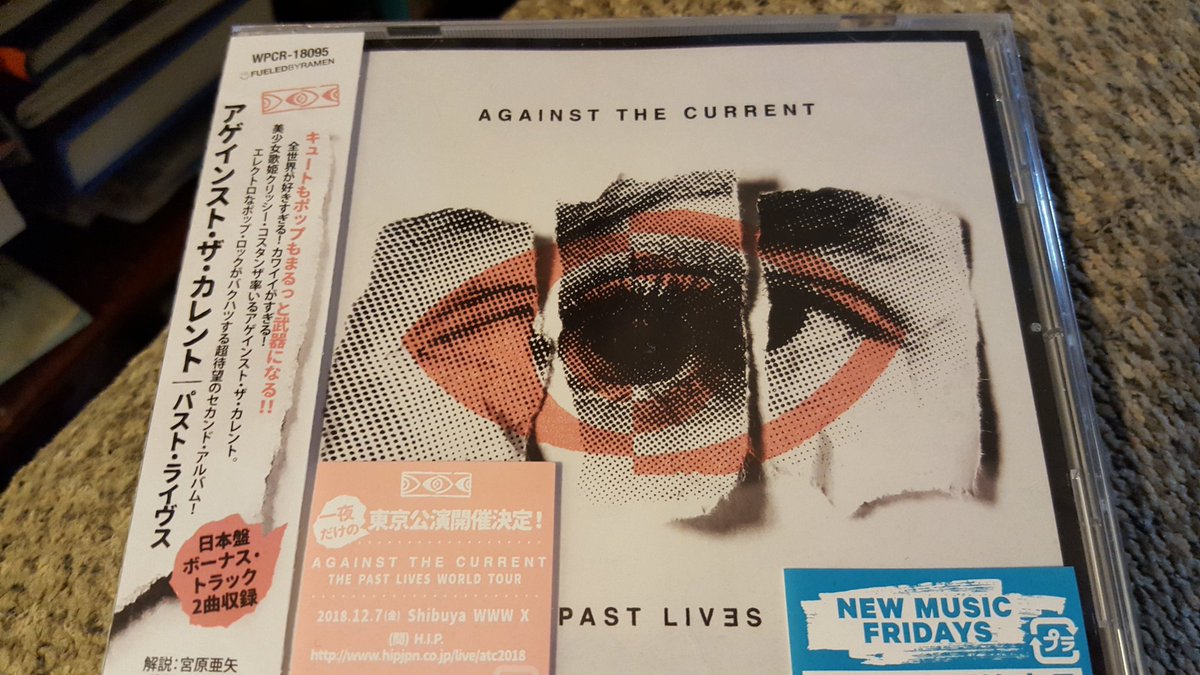 WPCR-18095
FUELEDBYRAMEN
キュートもポップもまるっと武器になる!!
全世界が好きすぎる!カワイイがすぎる!
美少女歌姫クリッシー・コスタンザ率いるアゲインスト・ザ・カレント。
エレクトロなポップ・ロックがバクハツする超待望のセカンド・アルバム!
アゲインスト・ザ・カレント | パスト・ライヴス
日本盤
ボーナス・
トラック
2曲収録
解説:宮原亜矢
AGAINST THE CURRENT
一夜
だけの
東京公演開催決定!
AGAINST THE CURRENT
THE PAST LIVES WORLD TOUR
2018.12.7(金) Shibuya WWW X
(問) H.I.P.
http://www.hipjpn.co.jp/live/atc2018
PAST LIVƎS
NEW MUSIC
FRIDAYS
プラ